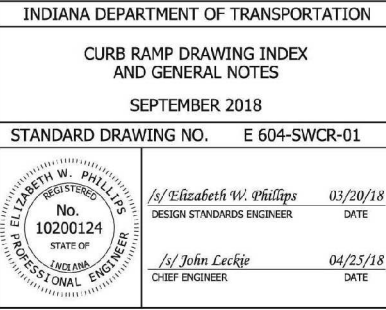 INDIANA DEPARTMENT OF TRANSPORTATION
CURB RAMP DRAWING INDEX
AND GENERAL NOTES
SEPTEMBER 2018
STANDARD DRAWING NO. E 604-SWCR-01
ELIZABETH W. PHILLIPS
REGISTERED
No.
10200124
STATE OF
INDIANA
PROFESSIONAL ENGINEER
/s/ Elizabeth W. Phillips 03/20/18
DESIGN STANDARDS ENGINEER DATE
/s/ John Leckie 04/25/18
CHIEF ENGINEER DATE